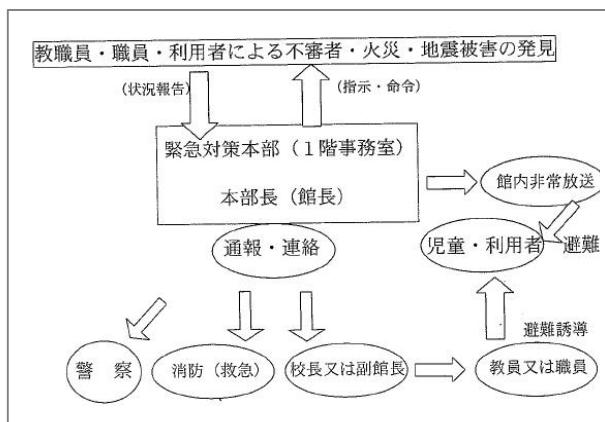 教職員・職員・利用者による不審者・火災・地震被害の発見
(状況報告)
(指示・命令)
緊急対策本部(1階事務室)
本部長(館長)
館内非常放送
通報・連絡
児童・利用者
避難
避難誘導
警 察
消防(救急)
校長又は副館長
教員又は職員